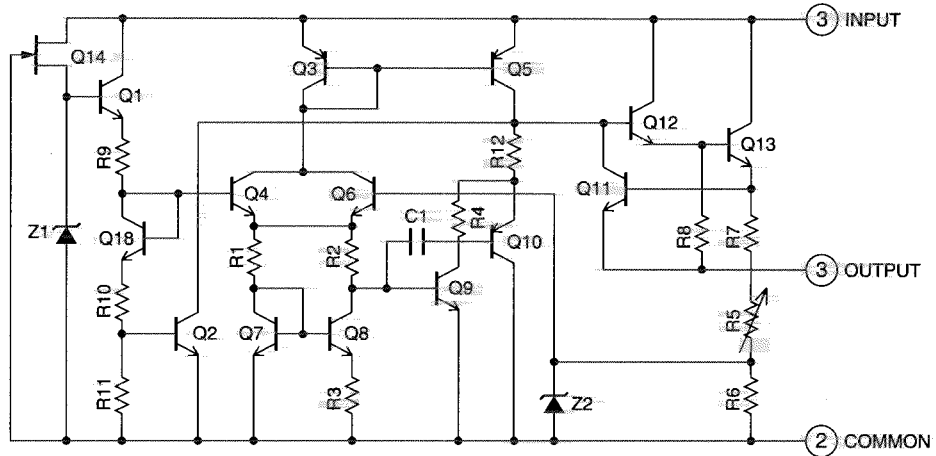 3 INPUT
Q14
Q1
Q3
Q5
Q12
Q13
R9
R12
Q4
Q6
Q11
Z1
Q18
C1
R4
Q10
R8
R7
R1
R2
3 OUTPUT
R10
Q9
Q2
Q7
Q8
R5
R11
R3
Z2
R6
2 COMMON